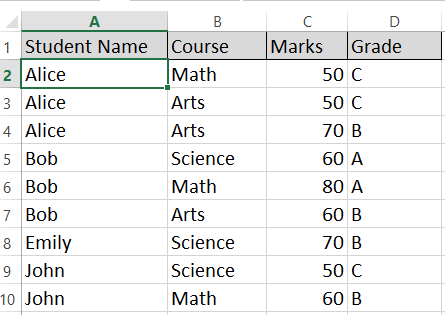 A B C D
1 Student Name Course Marks Grade
2 Alice Math 50 C
3 Alice Arts 50 C
4 Alice Arts 70 B
5 Bob Science 60 A
6 Bob Math 80 A
7 Bob Arts 60 B
8 Emily Science 70 B
9 John Science 50 C
10 John Math 60 B